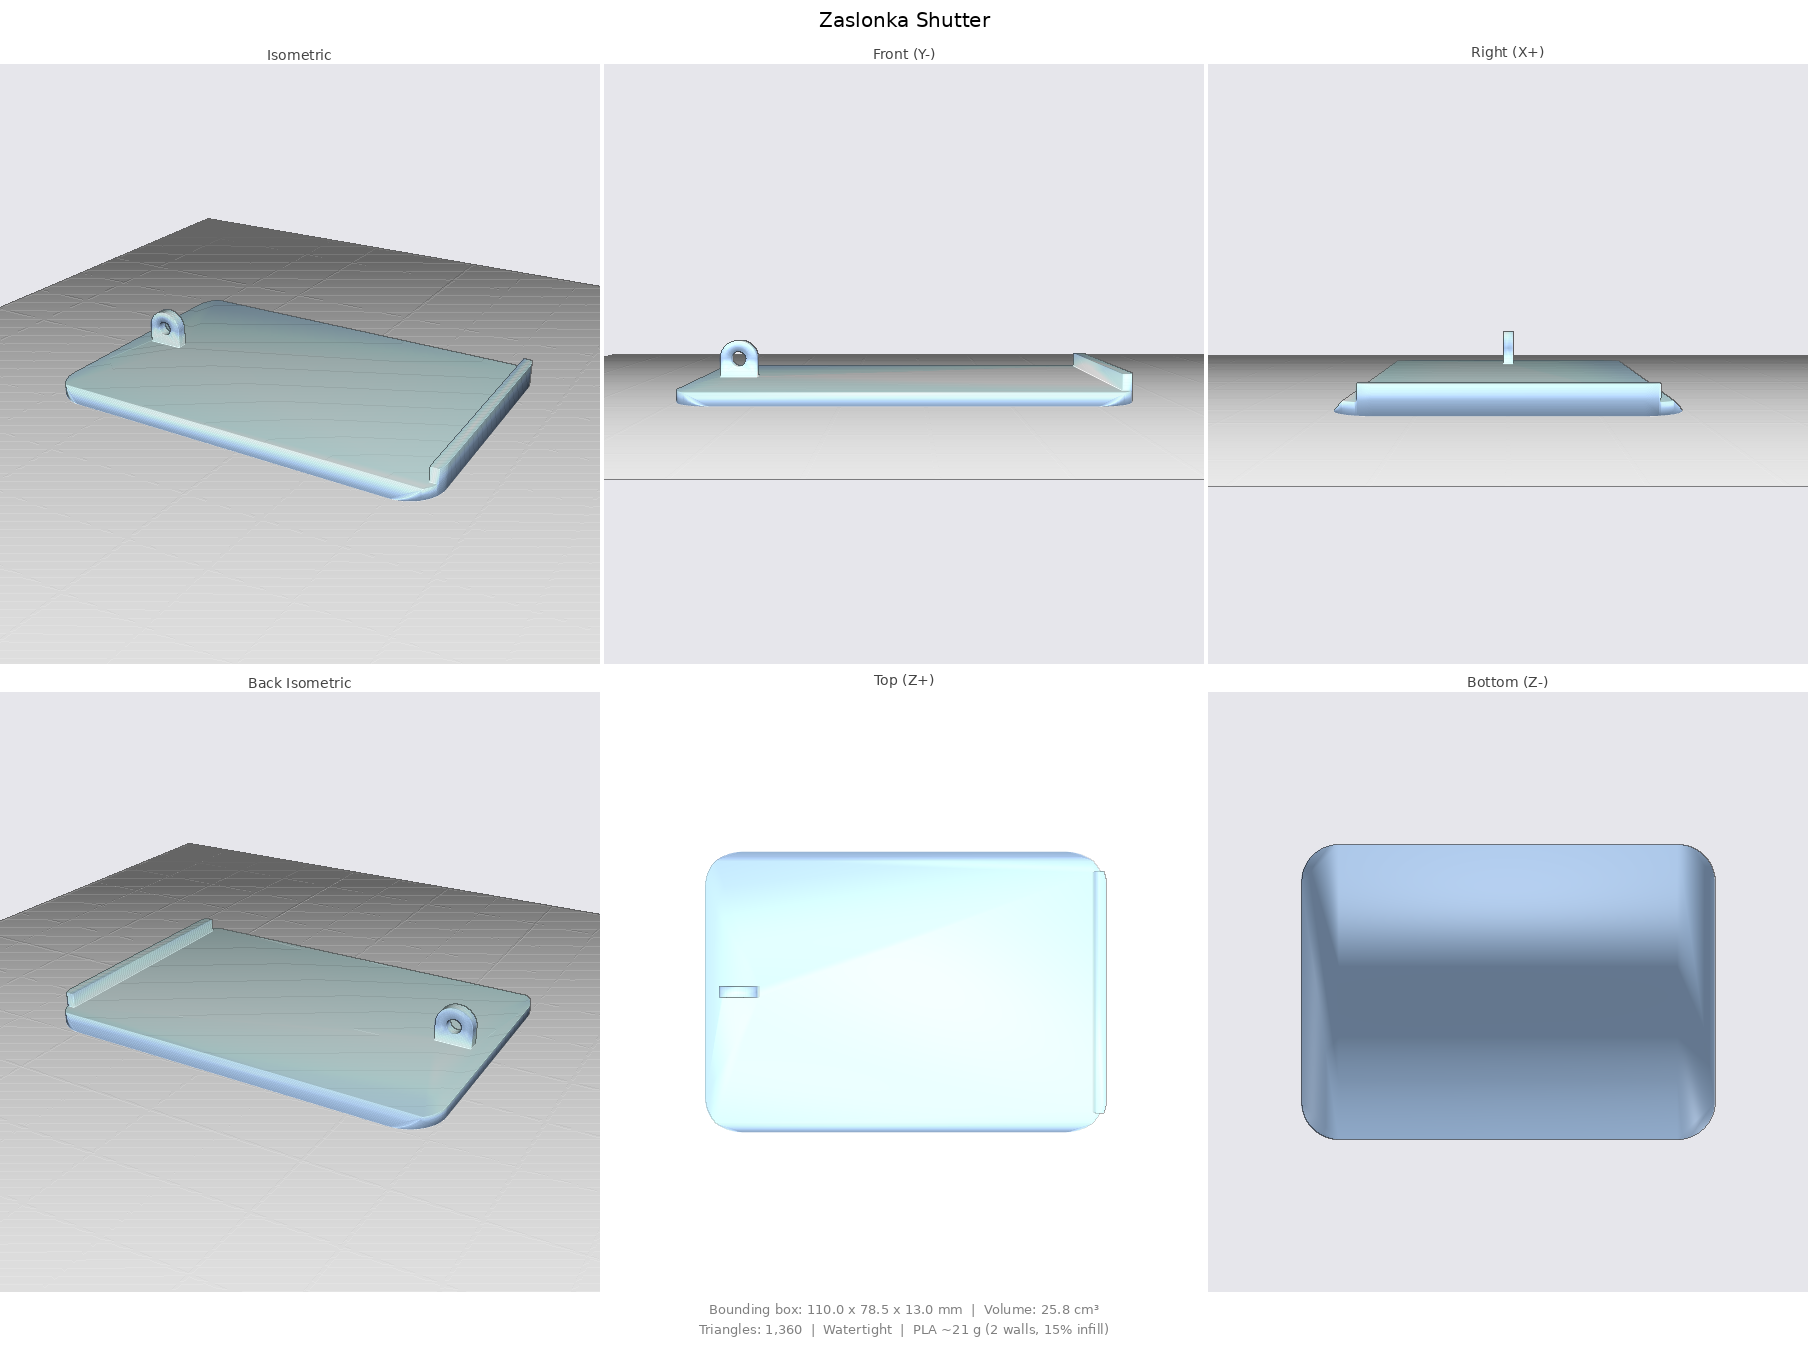 Zaslonka Shutter
Isometric
Front (Y-)
Right (X+)
Back Isometric
Top (Z+)
Bottom (Z-)
Bounding box: 110.0 x 78.5 x 13.0 mm | Volume: 25.8 cm³
Triangles: 1,360 | Watertight | PLA ~21 g (2 walls, 15% infill)